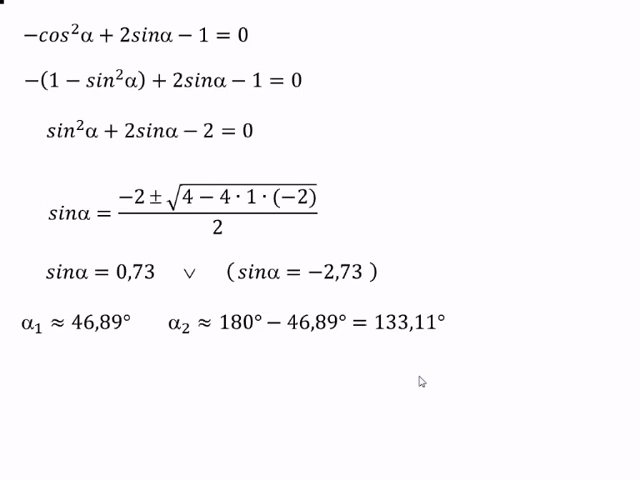 −cos²α + 2sinα − 1 = 0
−(1 − sin²α) + 2sinα − 1 = 0
sin²α + 2sinα − 2 = 0
sinα = (−2 ± √(4 − 4 · 1 · (−2))) / 2
sinα = 0,73 ∨ (sinα = −2,73 )
α₁ ≈ 46,89° α₂ ≈ 180° − 46,89° = 133,11°